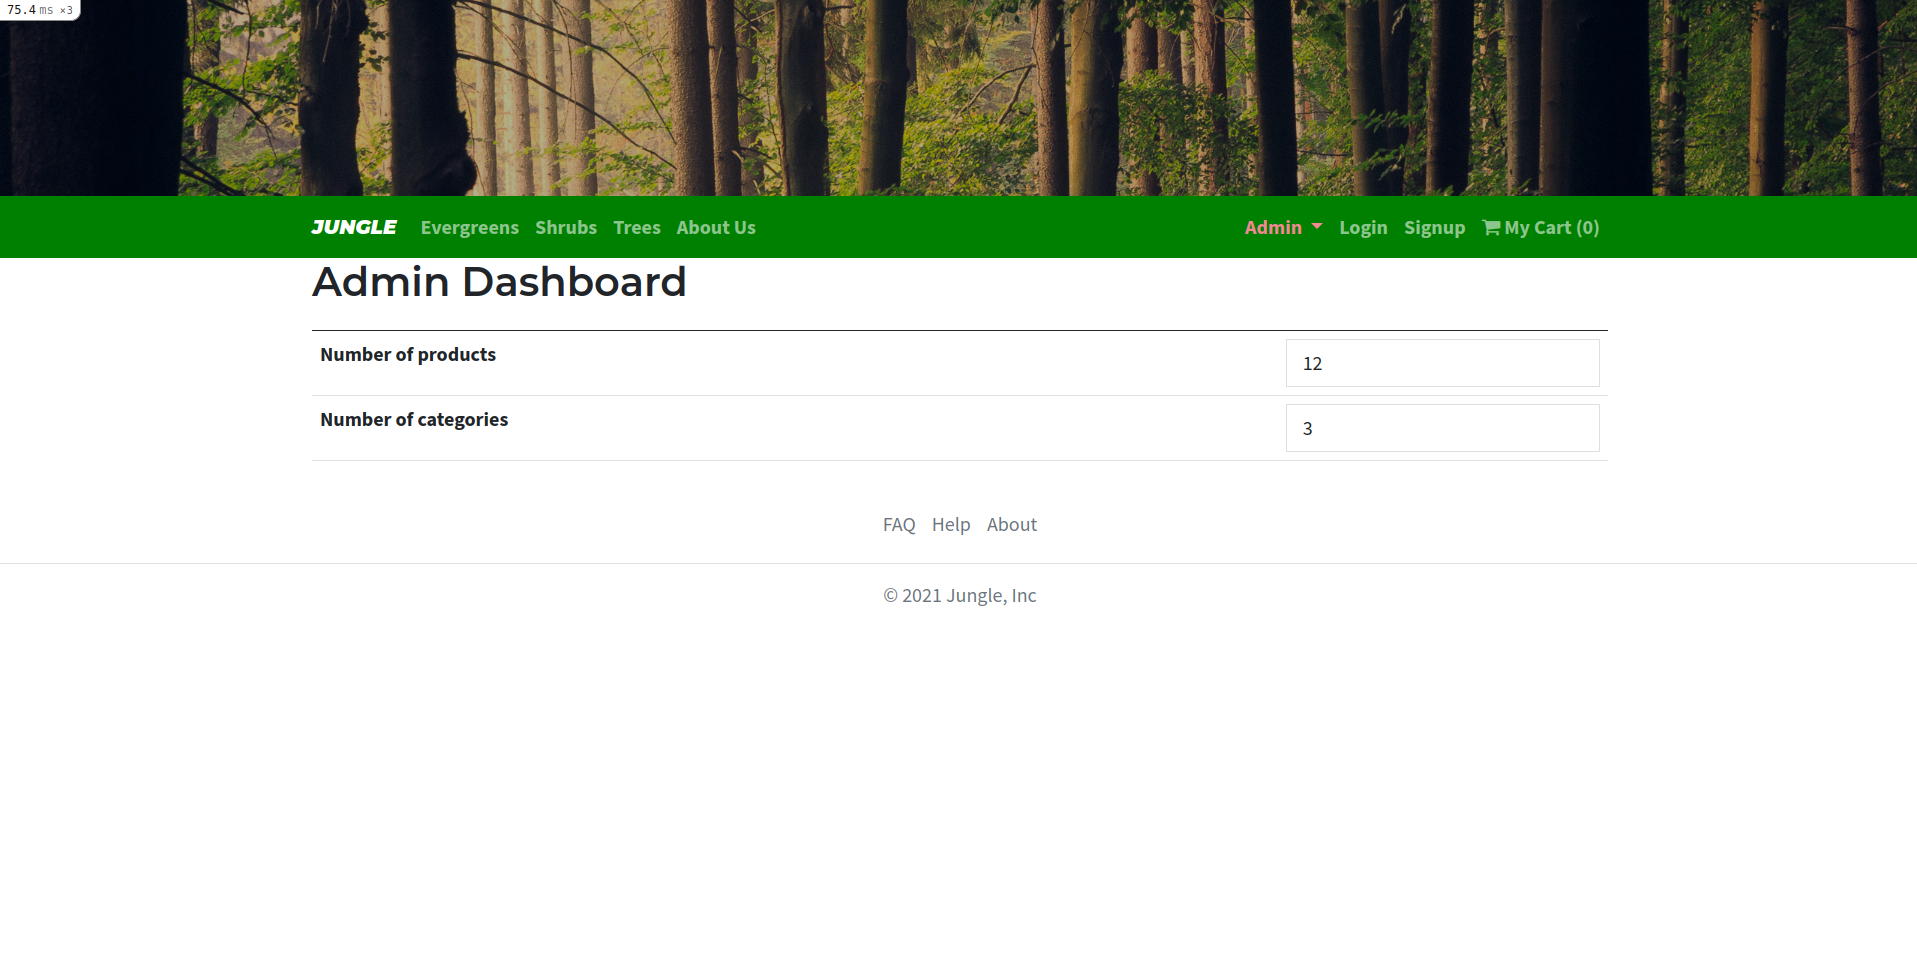 75.4 ms ×3
JUNGLE Evergreens Shrubs Trees About Us Admin Login Signup My Cart (0)
Admin Dashboard
Number of products 12
Number of categories 3
FAQ Help About
© 2021 Jungle, Inc